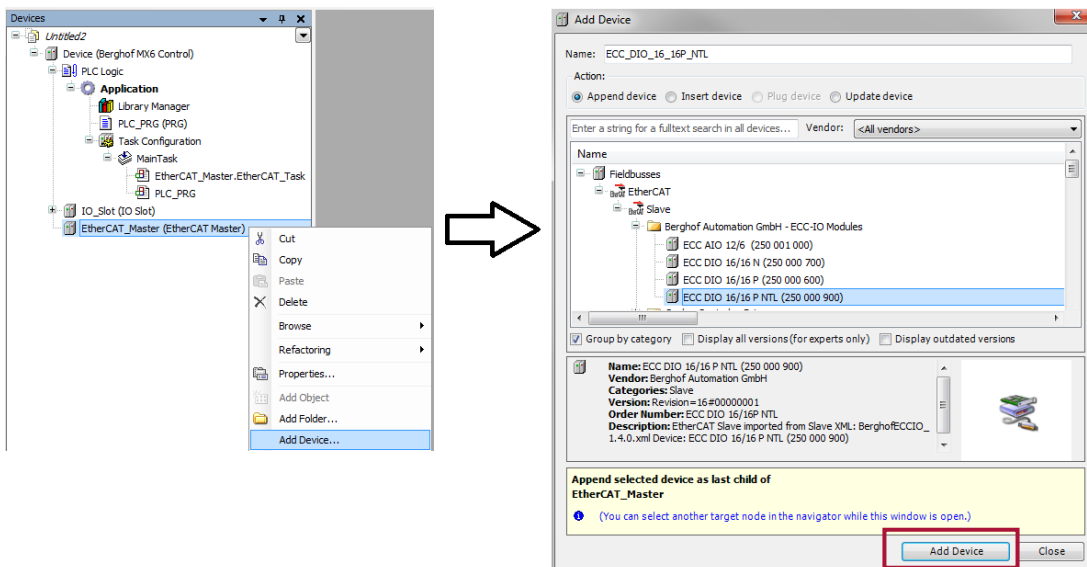 Devices
Untitled2
Device (Berghof MX6 Control)
PLC Logic
Application
Library Manager
PLC_PRG (PRG)
Task Configuration
MainTask
EtherCAT_Master.EtherCAT_Task
PLC_PRG
IO_Slot (IO Slot)
EtherCAT_Master (EtherCAT Master)
Cut
Copy
Paste
Delete
Browse
Refactoring
Properties...
Add Object
Add Folder...
Add Device...
Add Device
Name: ECC_DIO_16_16P_NTL
Action:
Append device Insert device Plug device Update device
Enter a string for a fulltext search in all devices... Vendor: <All vendors>
Name
Fieldbusses
EtherCAT
Slave
Berghof Automation GmbH - ECC-IO Modules
ECC AIO 12/6 (250 001 000)
ECC DIO 16/16 N (250 000 700)
ECC DIO 16/16 P (250 000 600)
ECC DIO 16/16 P NTL (250 000 900)
Group by category Display all versions (for experts only) Display outdated versions
Name: ECC DIO 16/16 P NTL (250 000 900)
Vendor: Berghof Automation GmbH
Categories: Slave
Version: Revision=16#00000001
Order Number: ECC DIO 16/16P NTL
Description: EtherCAT Slave imported from Slave XML: BerghofECCIO_
1.4.0.xml Device: ECC DIO 16/16 P NTL (250 000 900)
Append selected device as last child of
EtherCAT_Master
(You can select another target node in the navigator while this window is open.)
Add Device Close